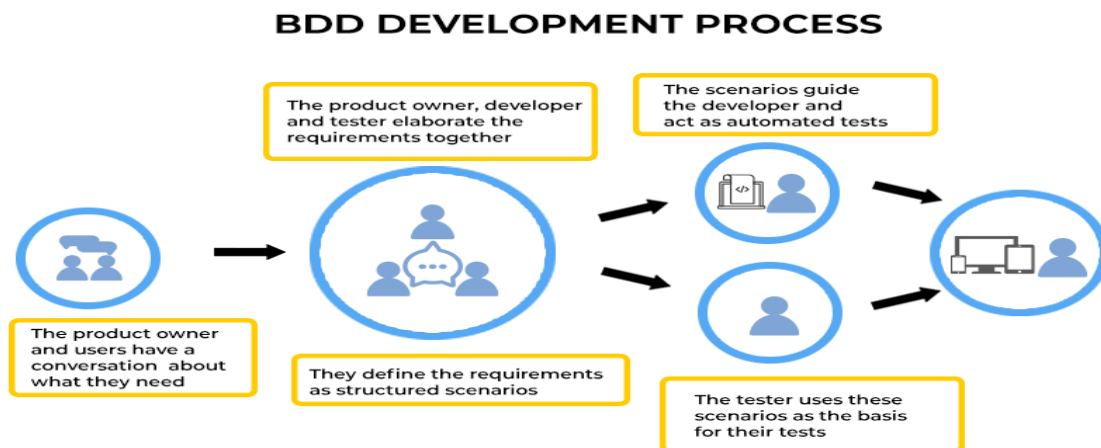 BDD DEVELOPMENT PROCESS
The product owner, developer
and tester elaborate the
requirements together
The scenarios guide
the developer and
act as automated tests
</>
The product owner
and users have a
conversation about
what they need
They define the requirements
as structured scenarios
The tester uses these
scenarios as the basis
for their tests